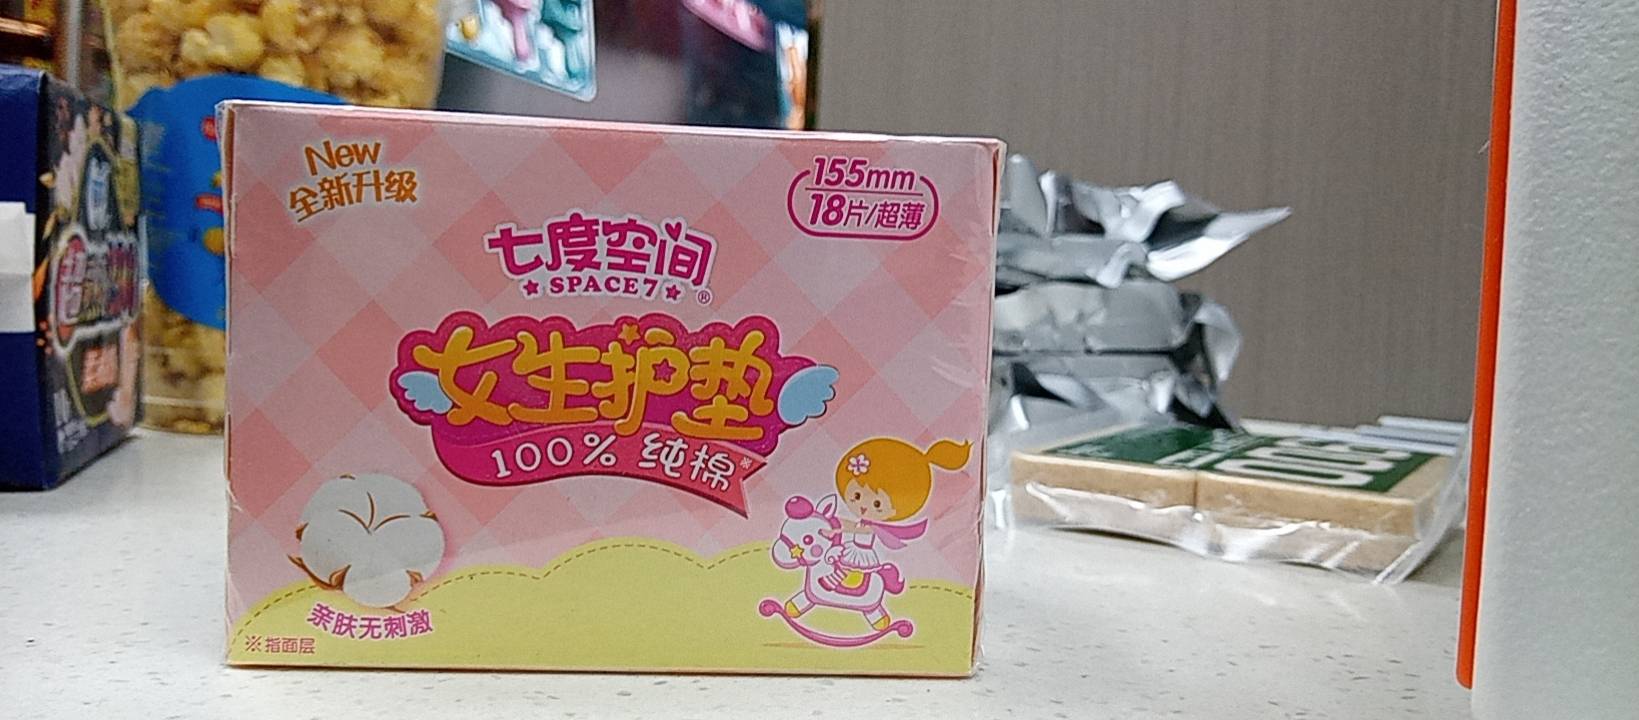 New
全新升级
155mm
18片/超薄
七度空间
SPACE7
®
女生护垫
100% 纯棉※
亲肤无刺激
※指面层